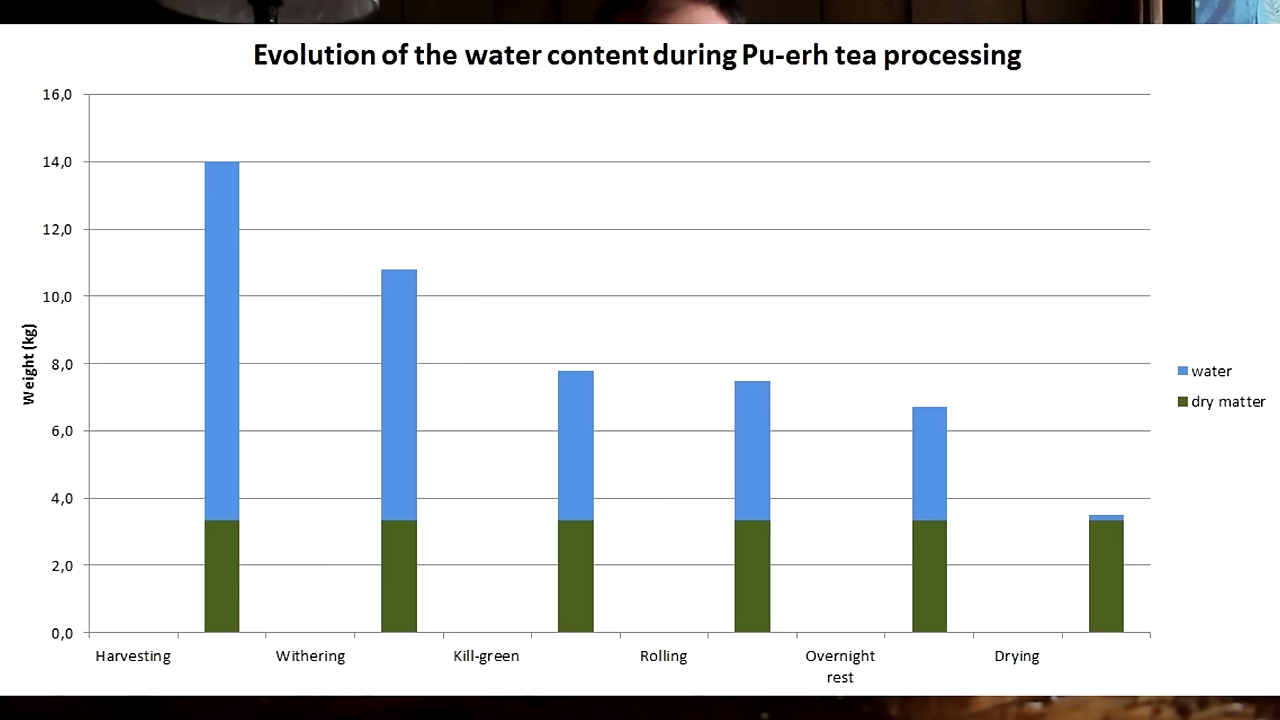 Evolution of the water content during Pu-erh tea processing
16,0
14,0
12,0
10,0
8,0
6,0
4,0
2,0
0,0
Weight (kg)
Harvesting
Withering
Kill-green
Rolling
Overnight
rest
Drying
water
dry matter